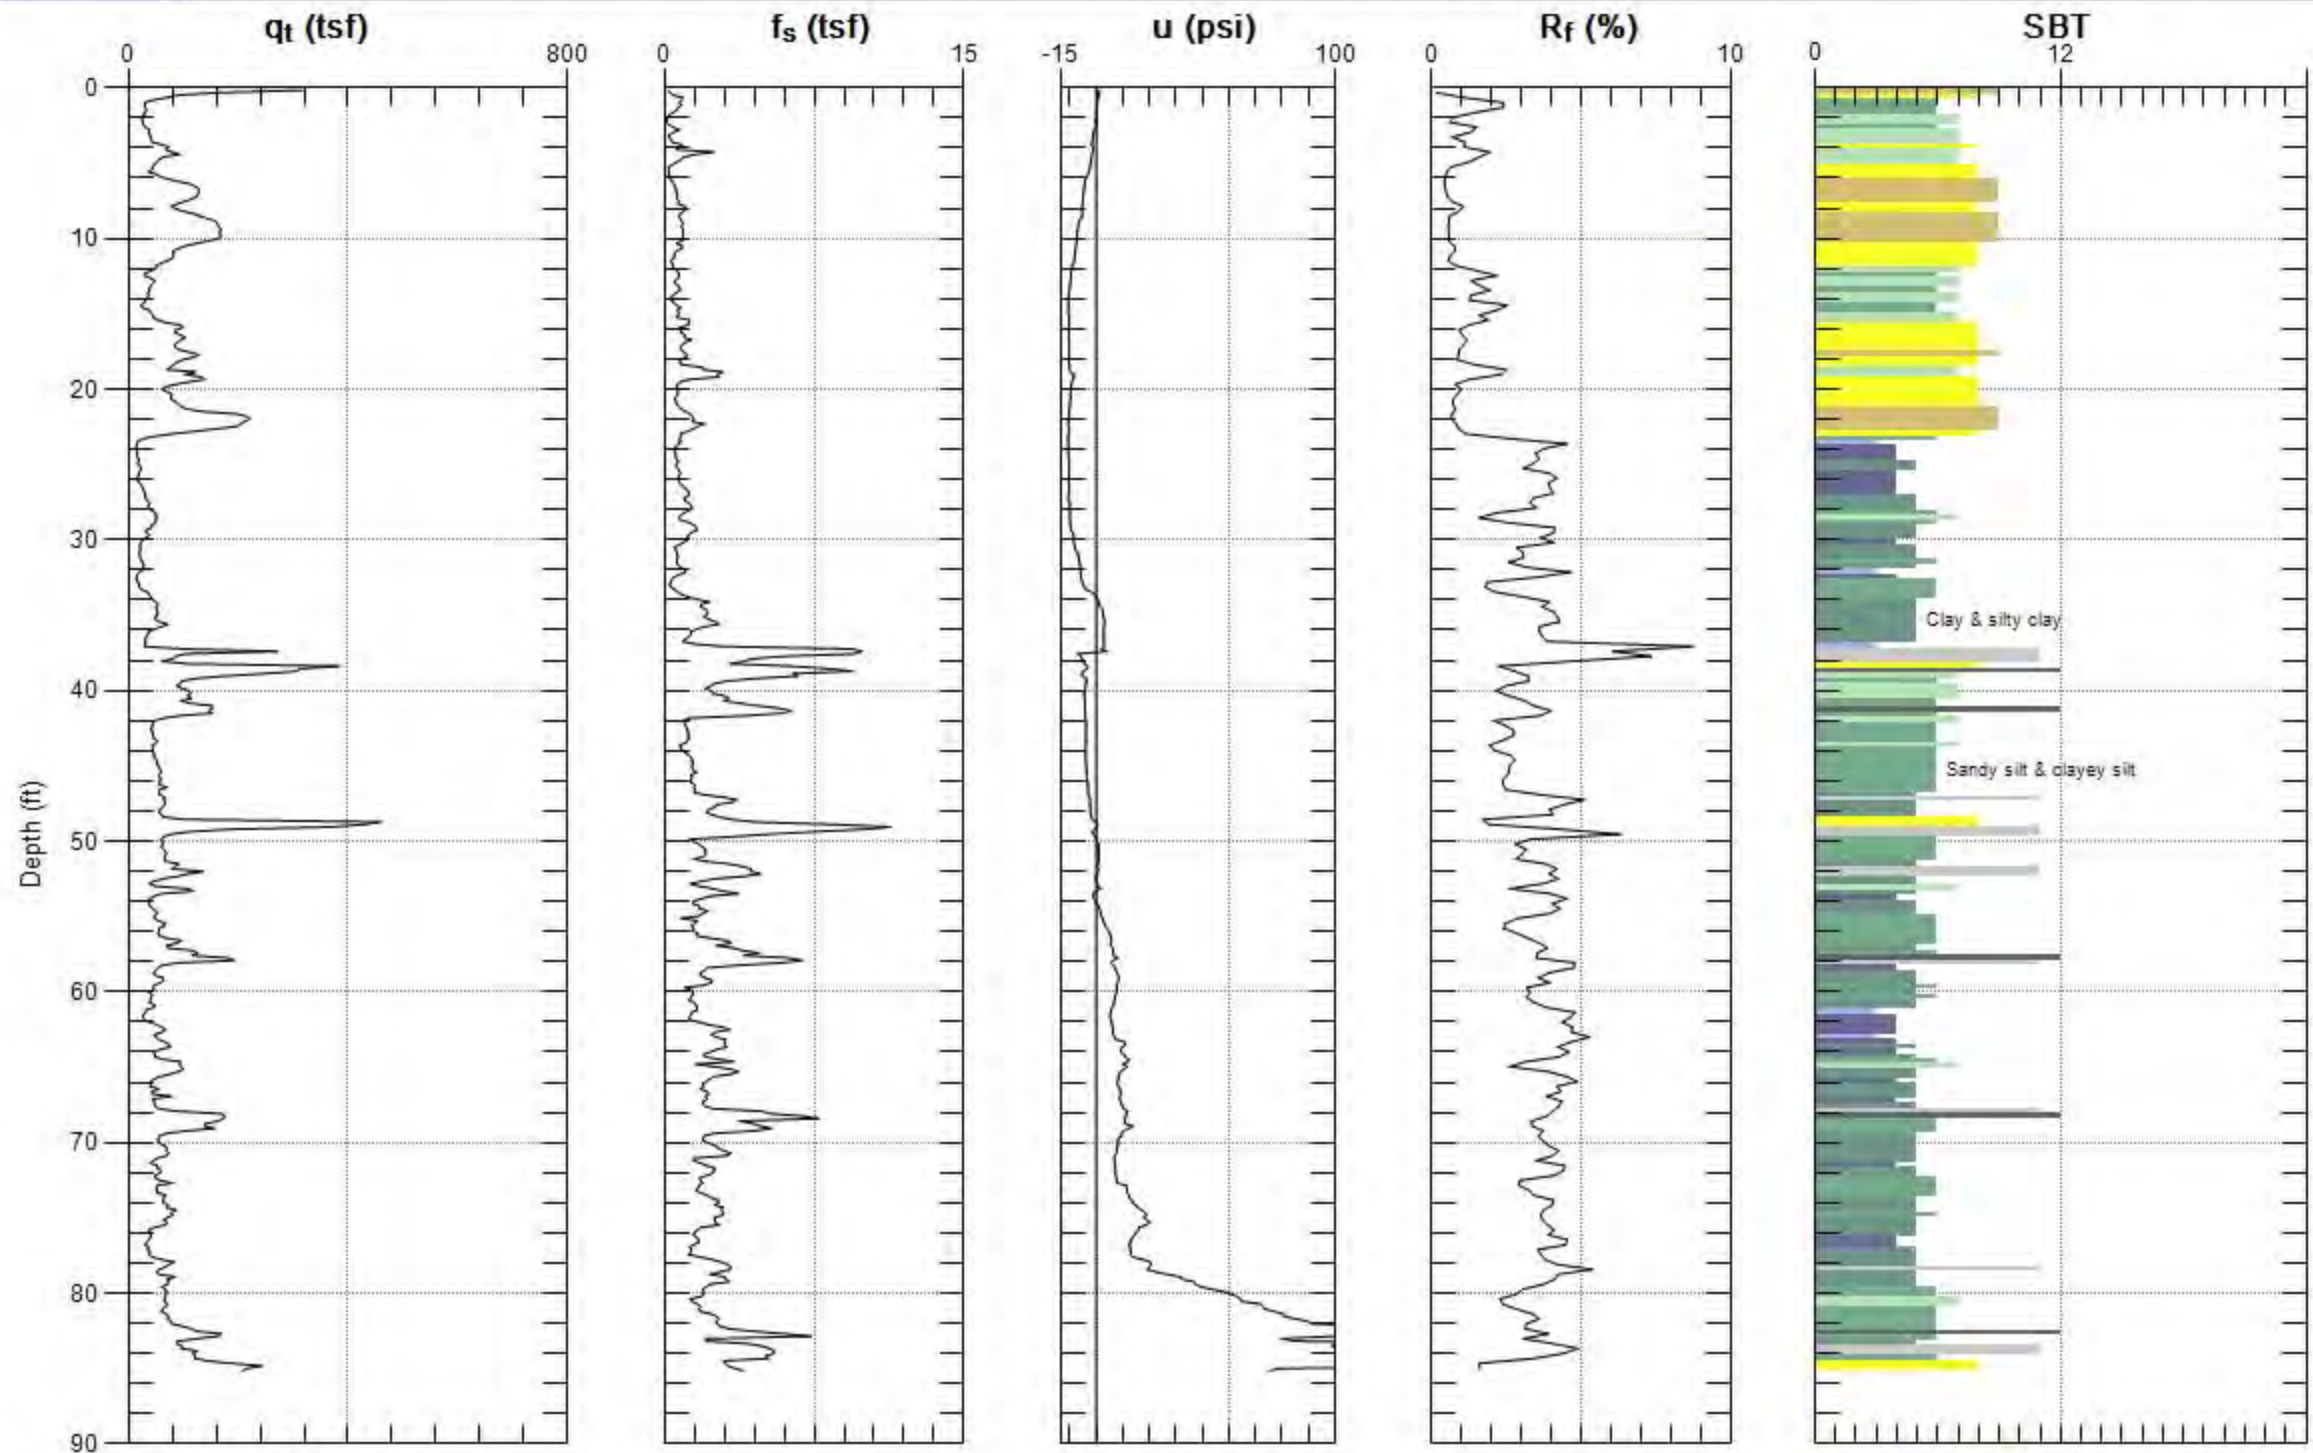 qt (tsf) fs (tsf) u (psi) Rf (%) SBT
0 800 0 15 -15 100 0 10 0 12
0
10
20
30
Clay & silty clay
40
Sandy silt & clayey silt
Depth (ft)
50
60
70
80
90